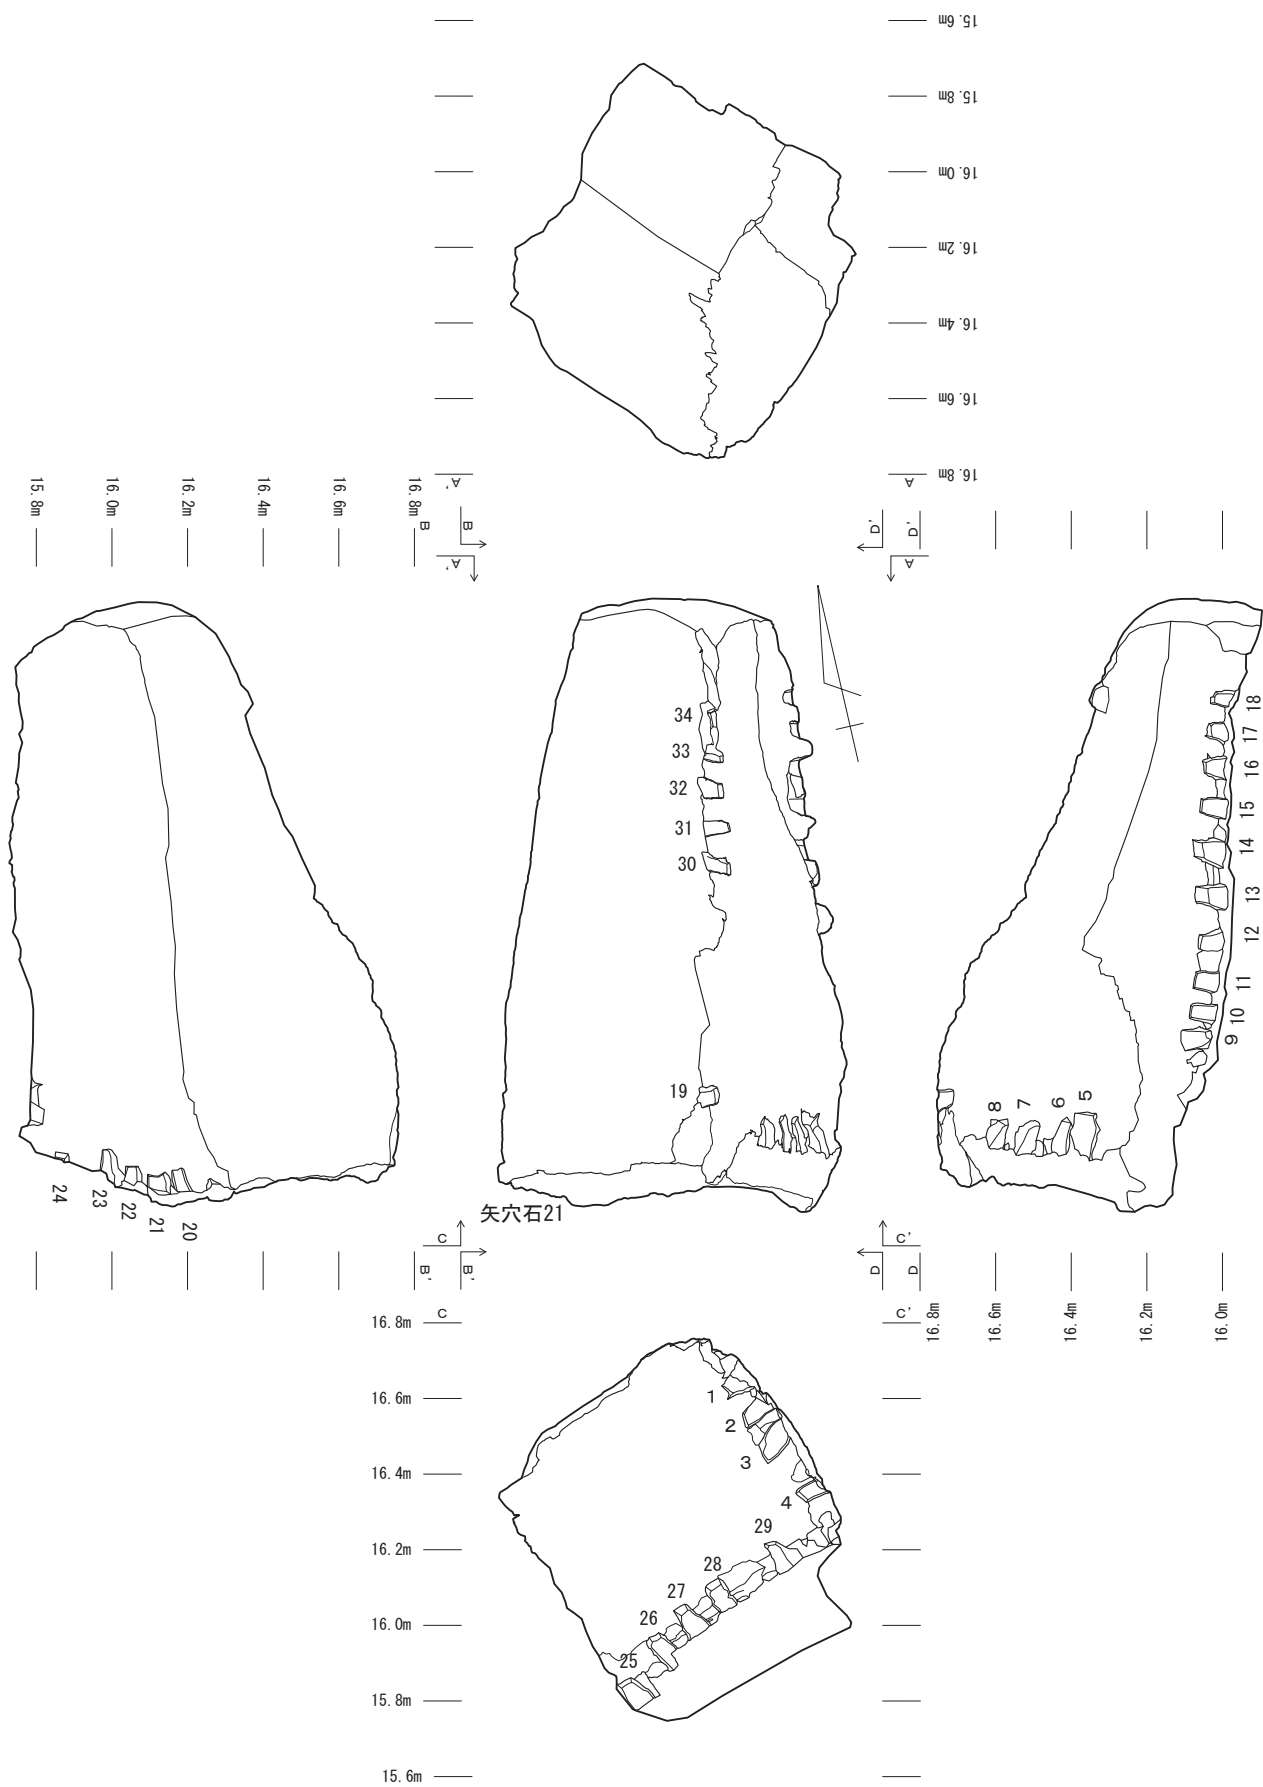 15.6m
15.8m
16.0m
16.2m
16.4m
16.6m
16.8m
A'
A
15.8m
16.0m
16.2m
16.4m
16.6m
16.8m
B
B
D'
D'
A'
A
34
33
32
31
30
19
18
17
16
15
14
13
12
11
10
9
8
7
6
5
24
23
22
21
20
矢穴石21
C
C'
B'
B'
D
D
C
C'
16.8m
16.6m
16.4m
16.2m
16.0m
16.8m
16.6m
16.4m
16.2m
16.0m
15.8m
15.6m
1
2
3
4
29
28
27
26
25